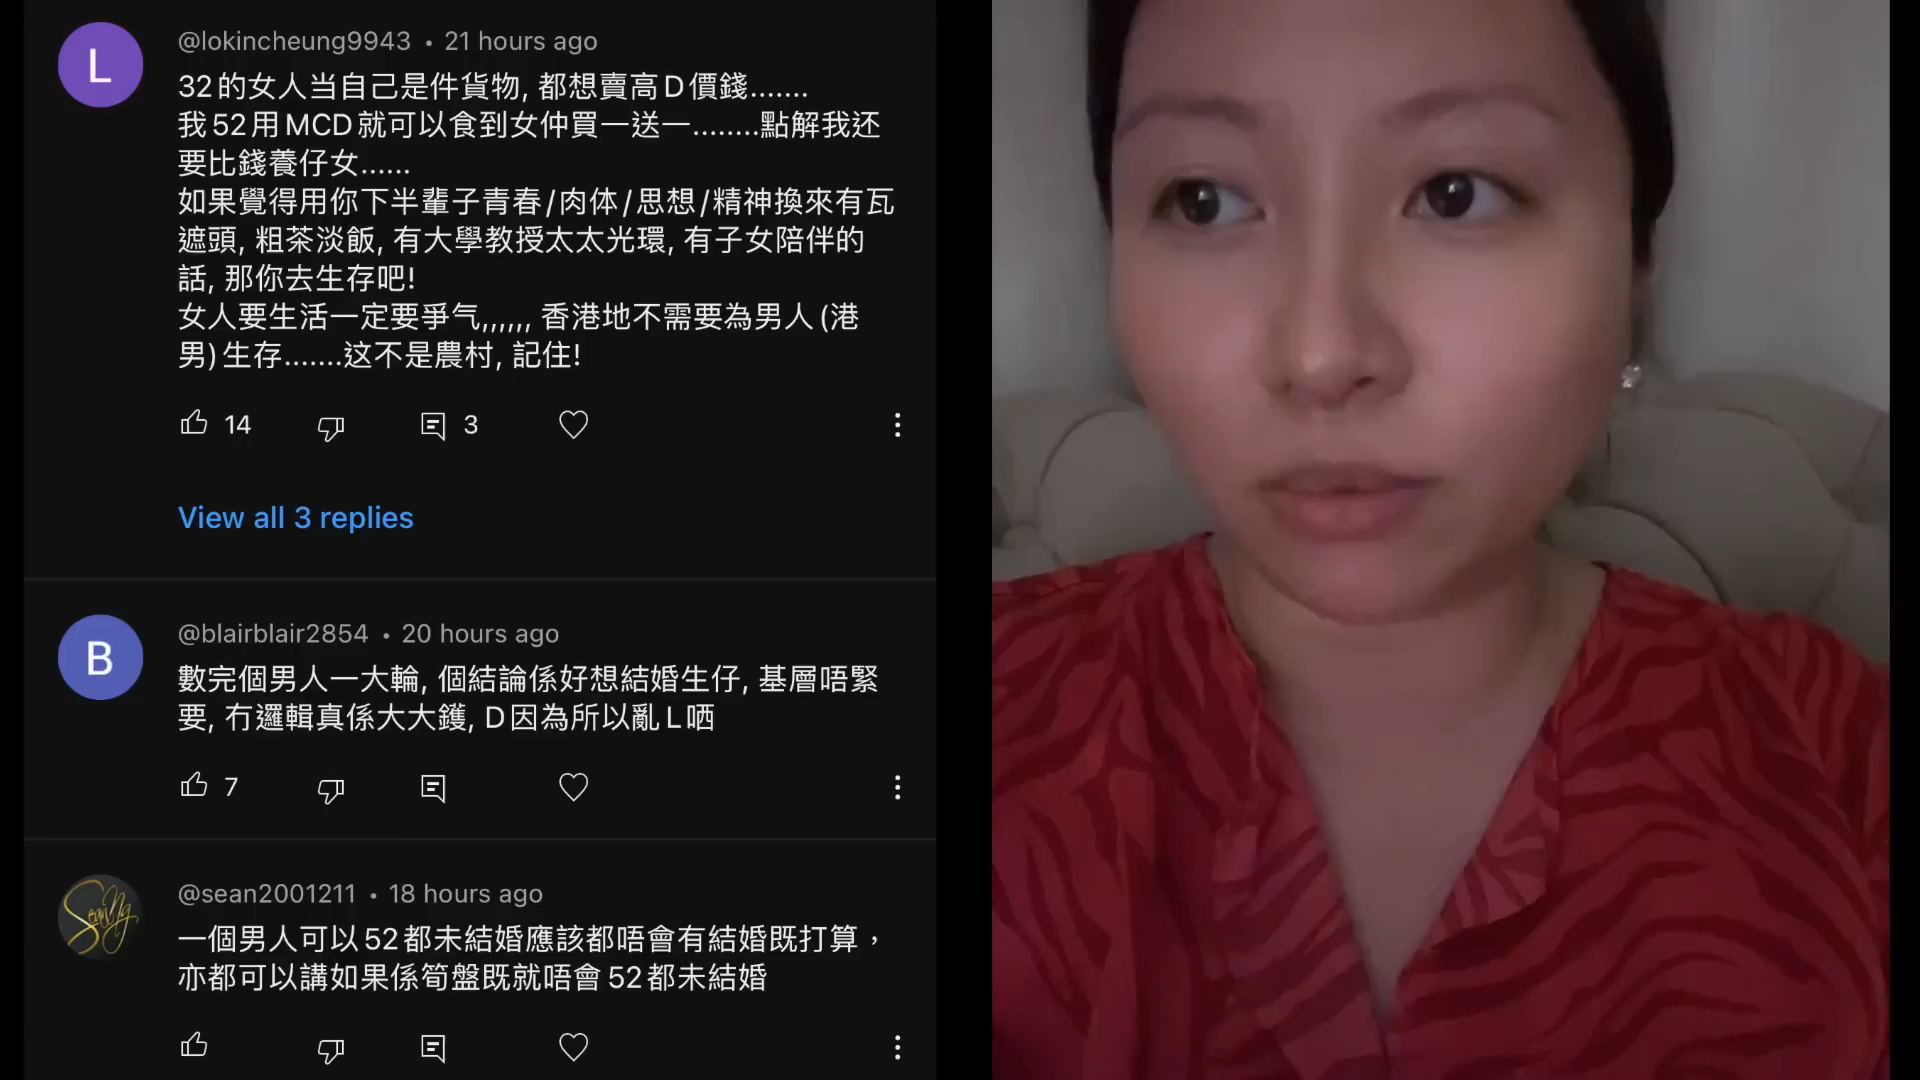 L
@lokincheung9943 • 21 hours ago
32的女人当自己是件貨物, 都想賣高D價錢.......
我52用MCD就可以食到女仲買一送一........點解我还
要比錢養仔女......
如果覺得用你下半輩子青春/肉体/思想/精神換來有瓦
遮頭, 粗茶淡飯, 有大學教授太太光環, 有子女陪伴的
話, 那你去生存吧!
女人要生活一定要爭气,,,,,, 香港地不需要為男人(港
男)生存.......这不是農村, 記住!
14
3
View all 3 replies
B
@blairblair2854 • 20 hours ago
數完個男人一大輪, 個結論係好想結婚生仔, 基層唔緊
要, 冇邏輯真係大大鑊, D因為所以亂L哂
7
Sean Ng
@sean2001211 • 18 hours ago
一個男人可以52都未結婚應該都唔會有結婚既打算，
亦都可以講如果係筍盤既就唔會52都未結婚